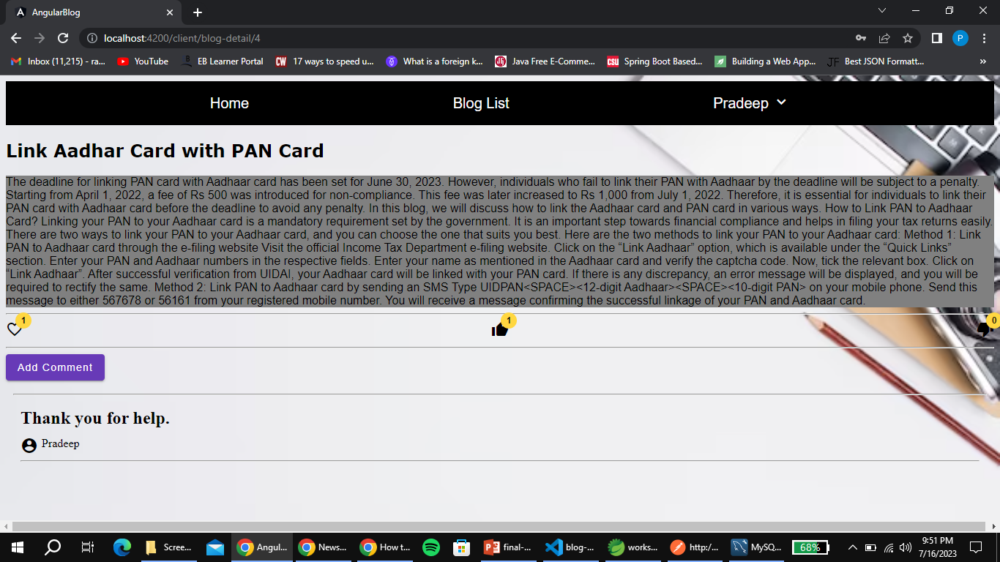 AngularBlog
localhost:4200/client/blog-detail/4
P
Inbox (11,215) - ra...
YouTube
EB Learner Portal
17 ways to speed u...
What is a foreign k...
Java Free E-Comme...
Spring Boot Based...
Building a Web App...
Best JSON Formatt...
»
Home
Blog List
Pradeep
Link Aadhar Card with PAN Card
The deadline for linking PAN card with Aadhaar card has been set for June 30, 2023. However, individuals who fail to link their PAN with Aadhaar by the deadline will be subject to a penalty.
Starting from April 1, 2022, a fee of Rs 500 was introduced for non-compliance. This fee was later increased to Rs 1,000 from July 1, 2022. Therefore, it is essential for individuals to link their
PAN card with Aadhaar card before the deadline to avoid any penalty. In this blog, we will discuss how to link the Aadhaar card and PAN card in various ways. How to Link PAN to Aadhaar
Card? Linking your PAN to your Aadhaar card is a mandatory requirement set by the government. It is an important step towards financial compliance and helps in filing your tax returns easily.
There are two ways to link your PAN to your Aadhaar card, and you can choose the one that suits you best. Here are the two methods to link your PAN to your Aadhaar card: Method 1: Link
PAN to Aadhaar card through the e-filing website Visit the official Income Tax Department e-filing website. Click on the “Link Aadhaar” option, which is available under the “Quick Links”
section. Enter your PAN and Aadhaar numbers in the respective fields. Enter your name as mentioned in the Aadhaar card and verify the captcha code. Now, tick the relevant box. Click on
“Link Aadhaar”. After successful verification from UIDAI, your Aadhaar card will be linked with your PAN card. If there is any discrepancy, an error message will be displayed, and you will be
required to rectify the same. Method 2: Link PAN to Aadhaar card by sending an SMS Type UIDPAN<SPACE><12-digit Aadhaar><SPACE><10-digit PAN> on your mobile phone. Send this
message to either 567678 or 56161 from your registered mobile number. You will receive a message confirming the successful linkage of your PAN and Aadhaar card.
1
1
0
Add Comment
Thank you for help.
Pradeep
Scree...
Angul...
News...
How t...
final-...
blog-...
works...
http:/...
MySQ...
68%
9:51 PM
7/16/2023